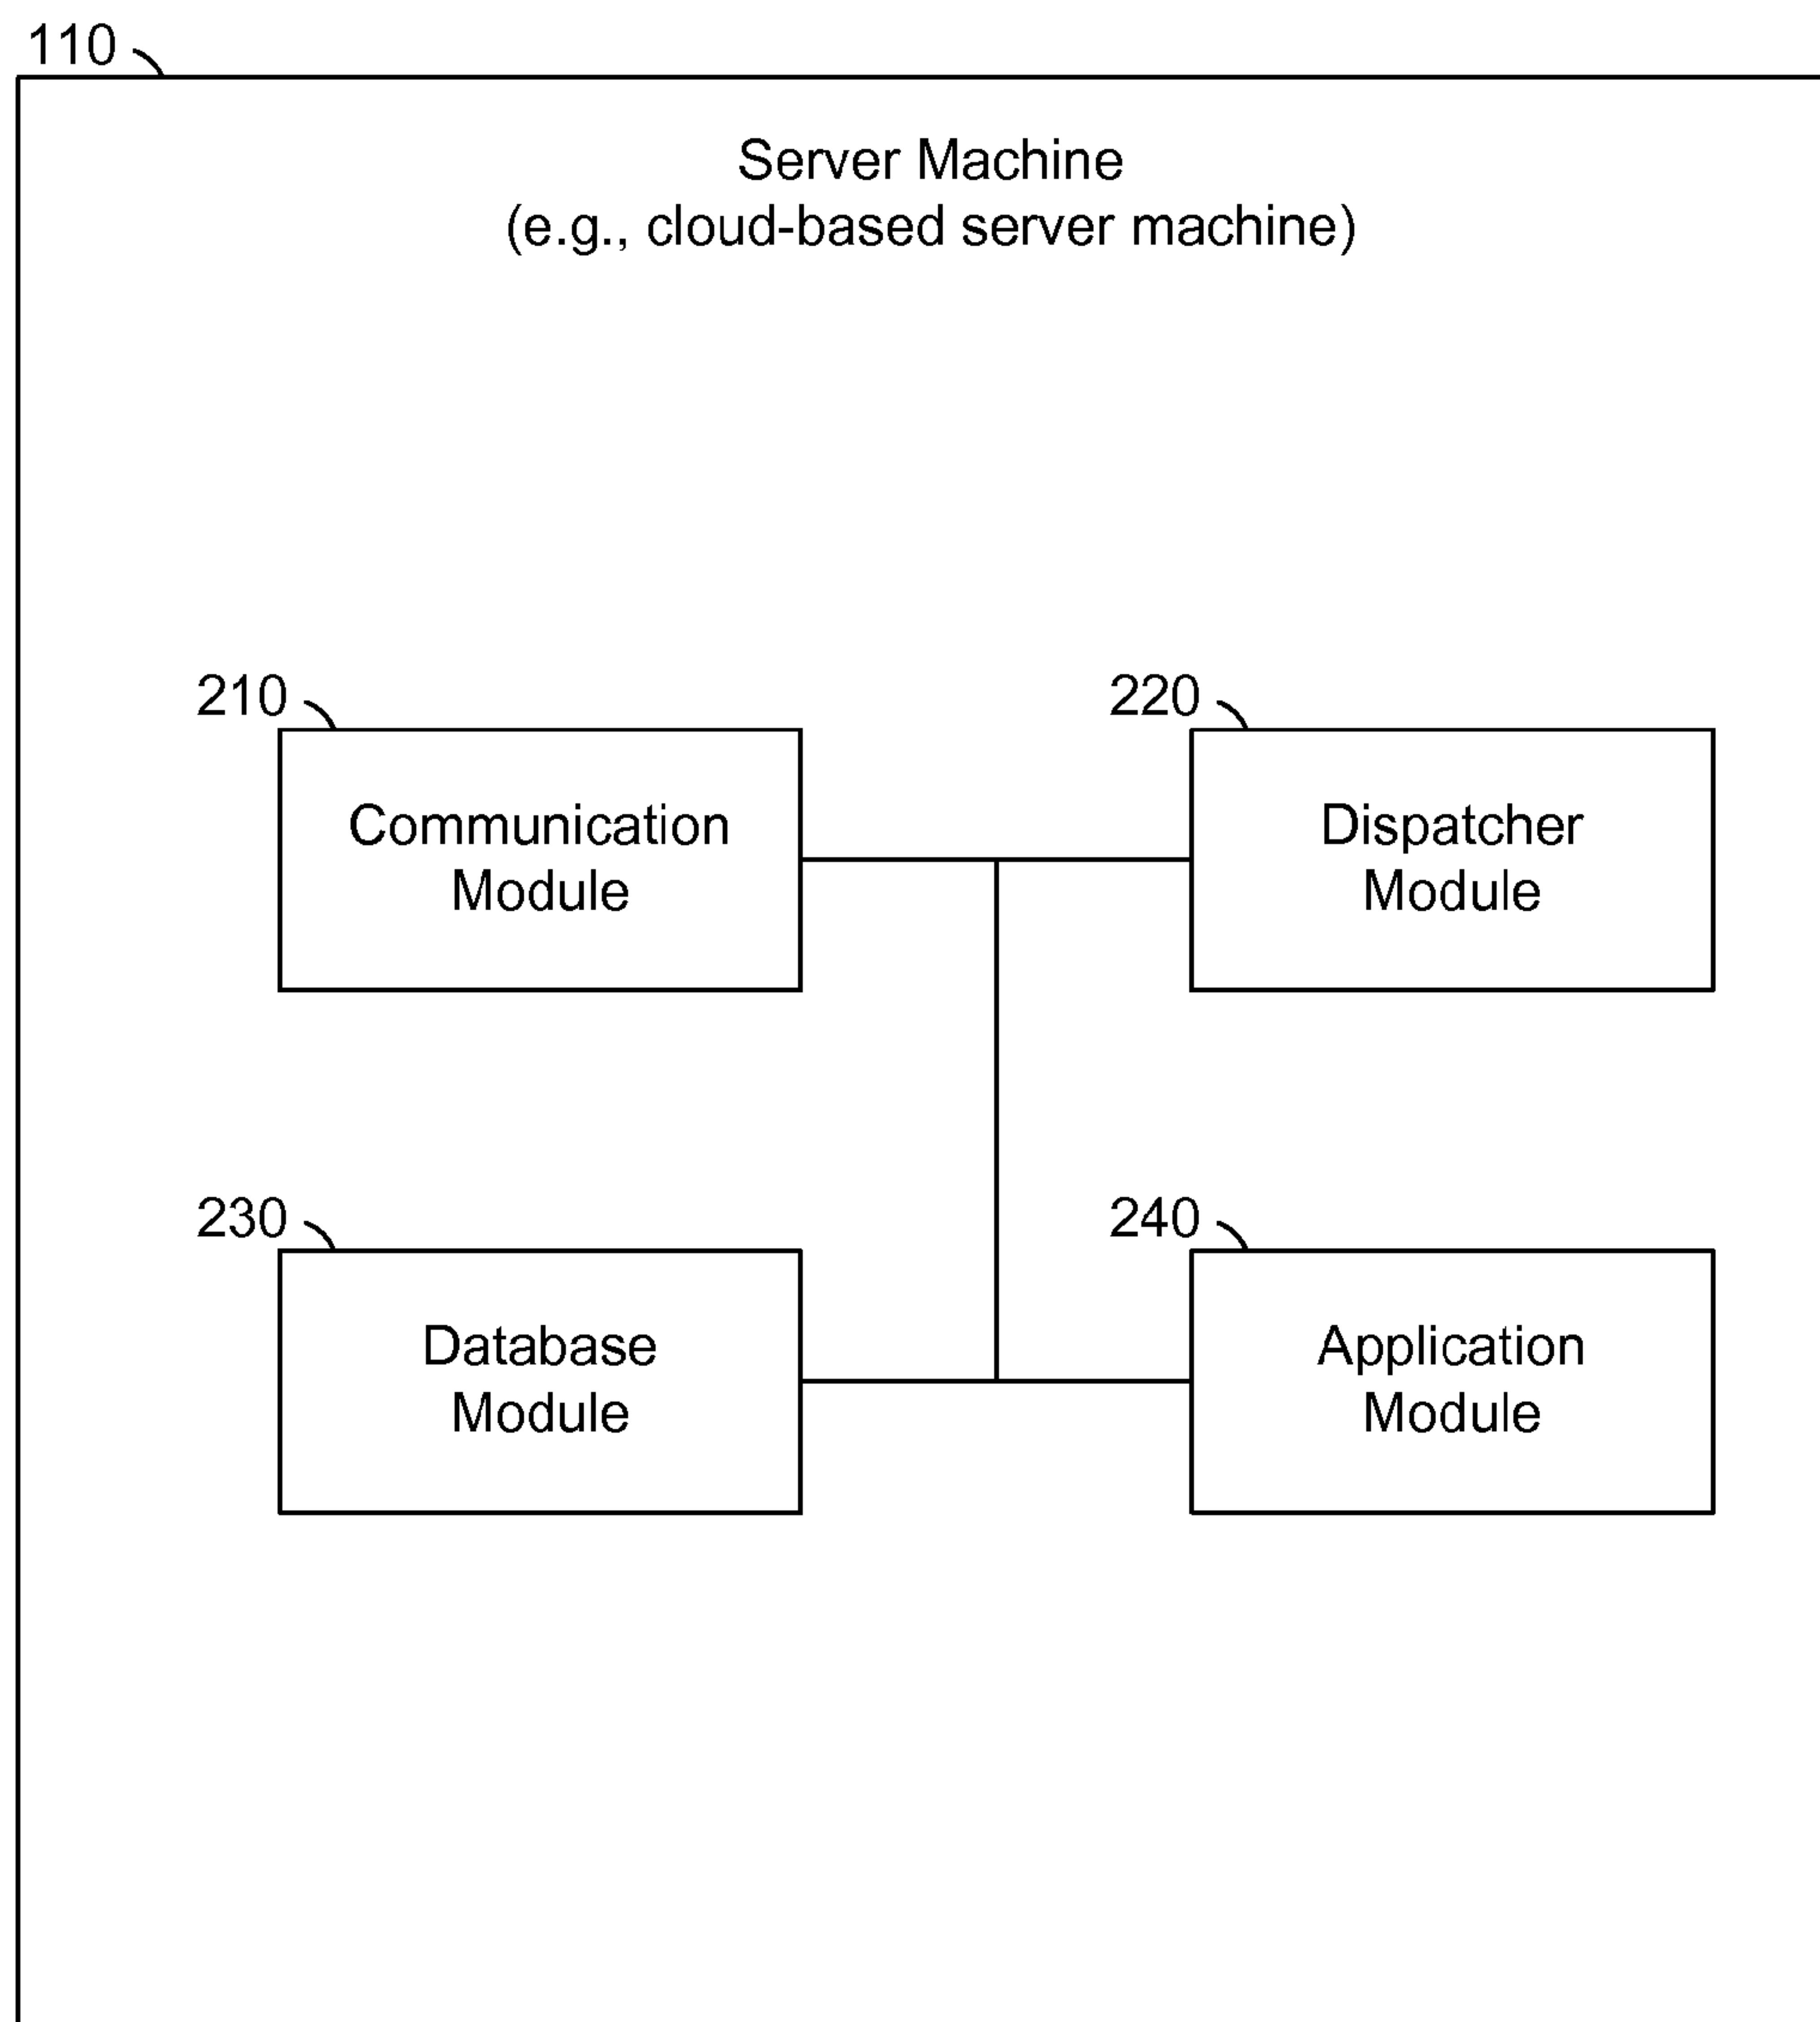 110
Server Machine
(e.g., cloud-based server machine)
210
220
Communication
Module
Dispatcher
Module
230
240
Database
Module
Application
Module